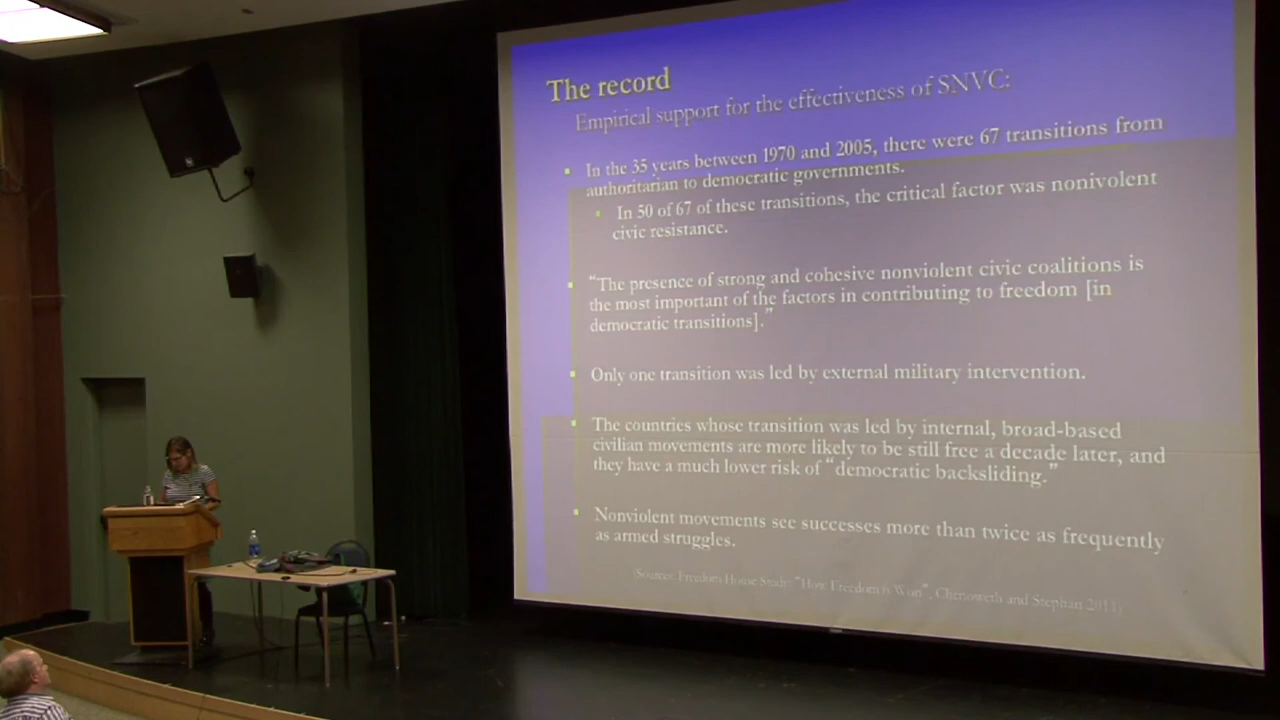 The record
Empirical support for the effectiveness of SNVC:
In the 35 years between 1970 and 2005, there were 67 transitions from
authoritarian to democratic governments.
In 50 of 67 of these transitions, the critical factor was nonivolent
civic resistance.
“The presence of strong and cohesive nonviolent civic coalitions is
the most important of the factors in contributing to freedom [in
democratic transitions].”
Only one transition was led by external military intervention.
The countries whose transition was led by internal, broad-based
civilian movements are more likely to be still free a decade later, and
they have a much lower risk of “democratic backsliding.”
Nonviolent movements see successes more than twice as frequently
as armed struggles.
(Sources: Freedom House Study: “How Freedom is Won”, Chenoweth and Stephan 2011)